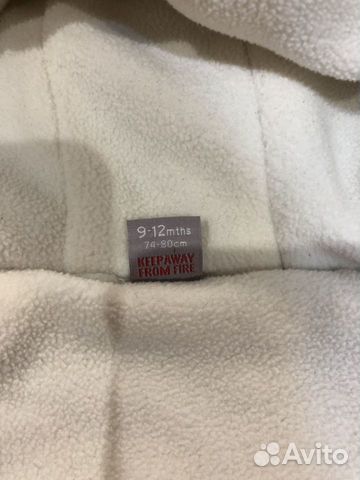 9-12mths
74-80cm
KEEP AWAY
FROM FIRE
Avito